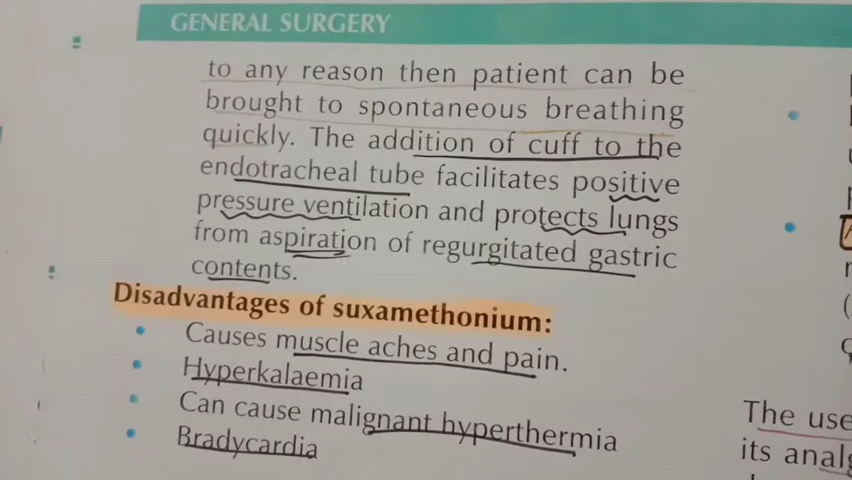 GENERAL SURGERY
to any reason then patient can be
brought to spontaneous breathing
quickly. The addition of cuff to the
endotracheal tube facilitates positive
pressure ventilation and protects lungs
from aspiration of regurgitated gastric
contents.
Disadvantages of suxamethonium:
• Causes muscle aches and pain.
• Hyperkalaemia
• Can cause malignant hyperthermia
• Bradycardia
The use
its